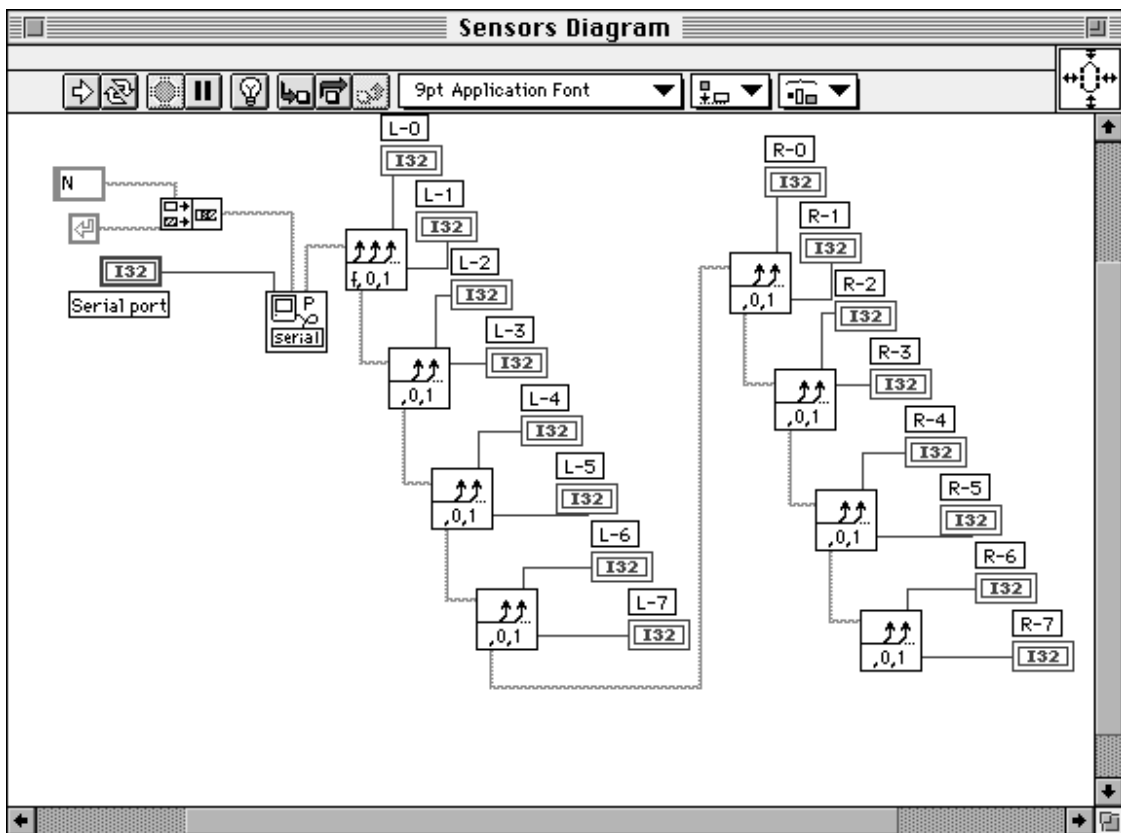 Sensors Diagram
9pt Application Font
N
I32
Serial port
P
serial
L-0
I32
L-1
I32
f,0,1
L-2
I32
L-3
I32
,0,1
L-4
I32
L-5
I32
,0,1
L-6
I32
L-7
I32
,0,1
R-0
I32
R-1
I32
,0,1
R-2
I32
R-3
I32
,0,1
R-4
I32
R-5
I32
,0,1
R-6
I32
R-7
I32
,0,1